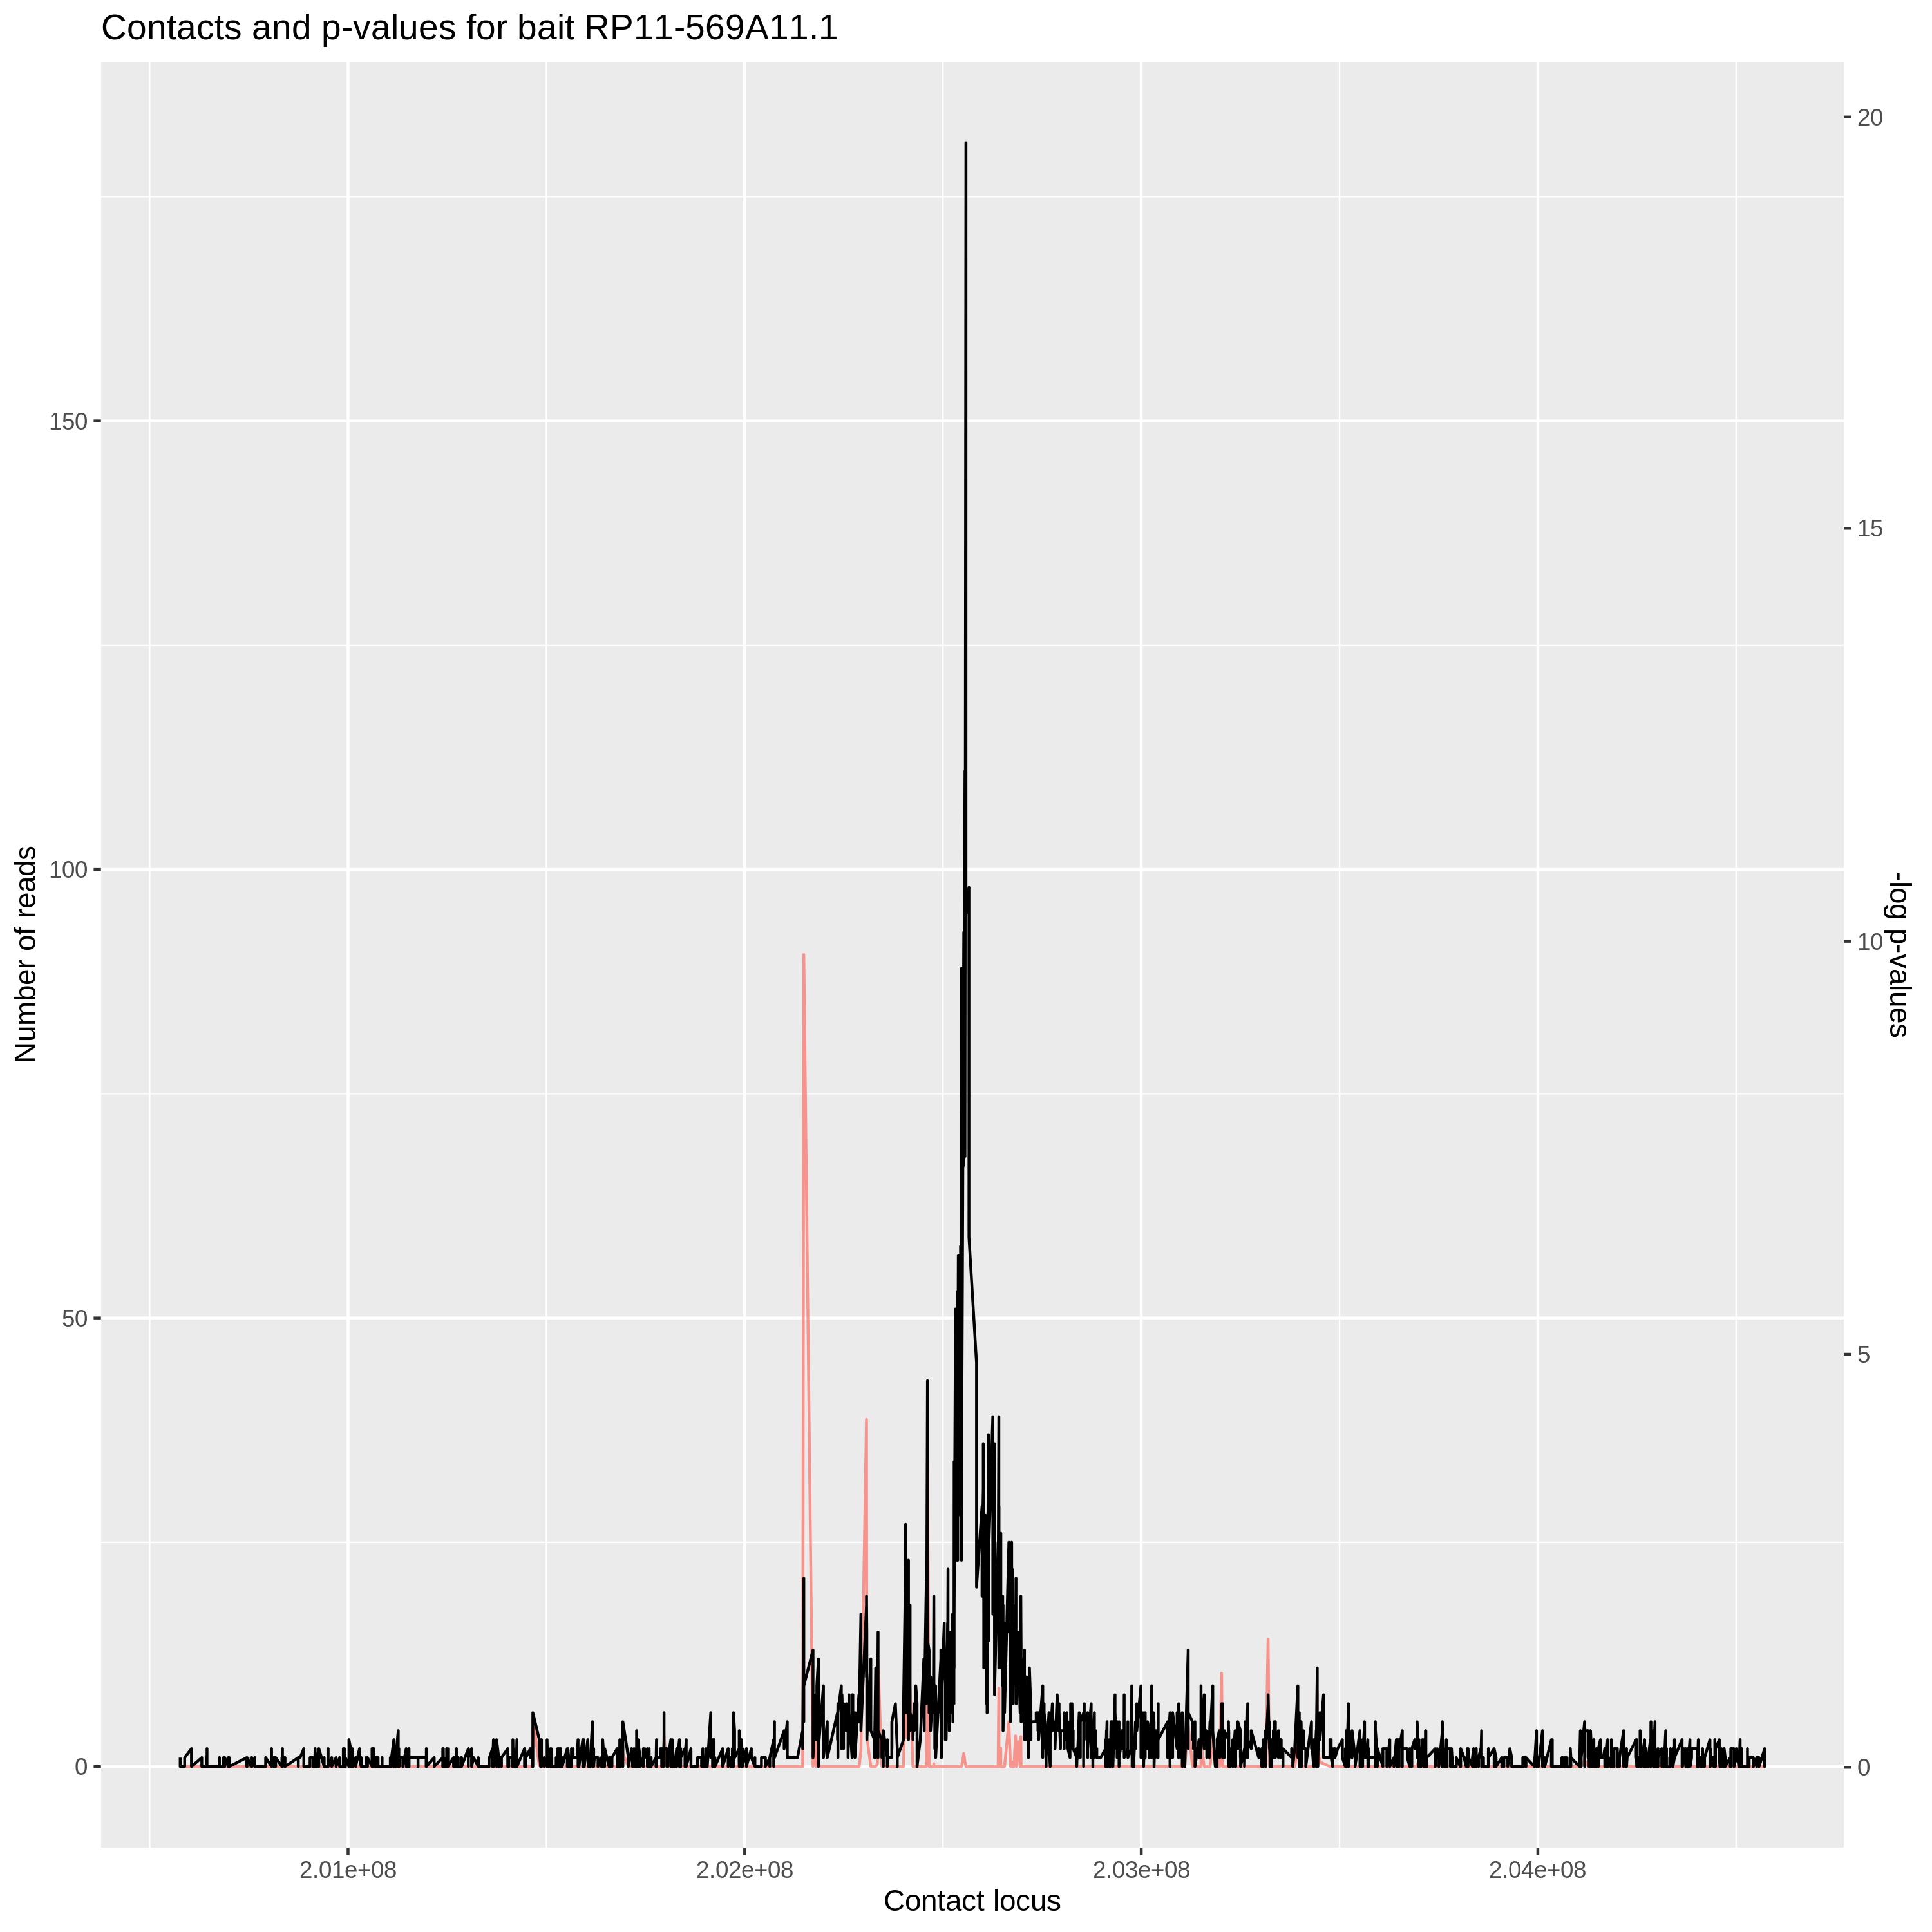 Contacts and p-values for bait RP11-569A11.1
Number of reads
150
100
50
0
20
15
10
5
0
-log p-values
2.01e+08
2.02e+08
2.03e+08
2.04e+08
Contact locus